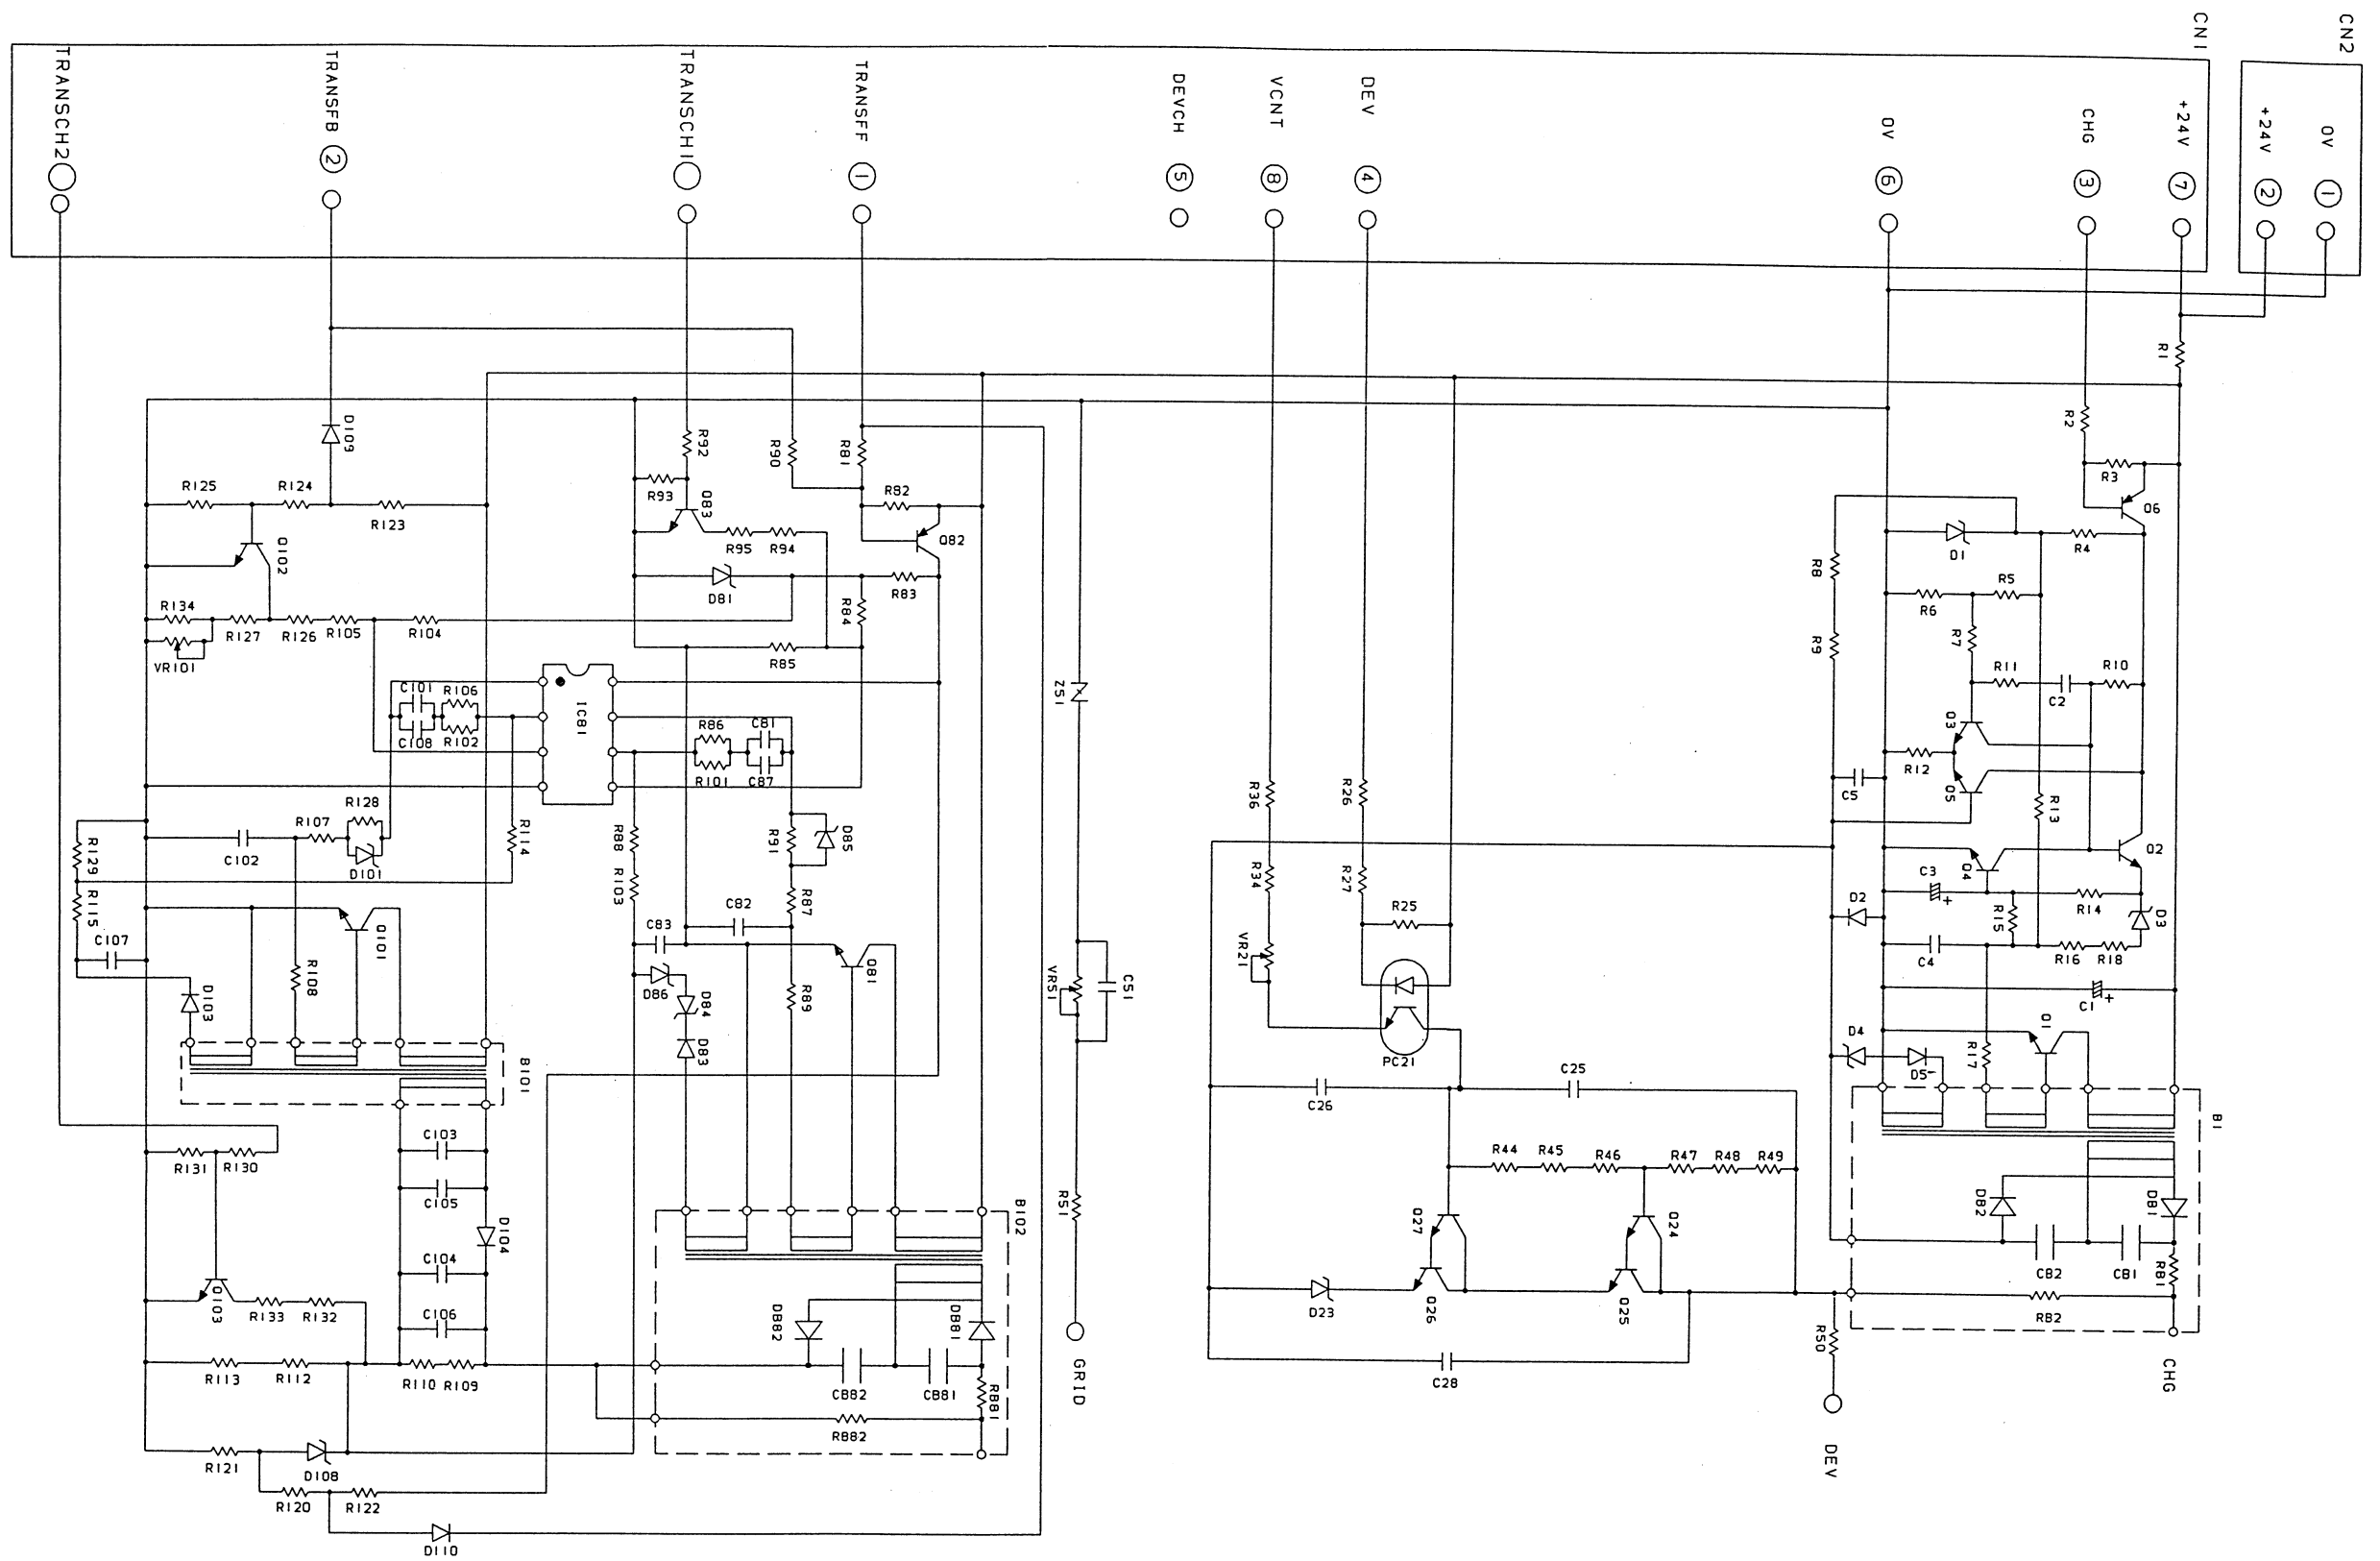 CN2
CN1
TRANSCH2
TRANSFB 2
TRANSCH1
TRANSFF 1
DEVCH 5
VCNT 8
DEV 4
0V 6
CHG 3
+24V 7
+24V 2
0V 1
R1
R2
R3
Q6
D109
R92
R90
R81
R125
R124
R123
R93
Q83
R82
Q82
R95
R94
D1
R4
Q102
D81
R83
R8
R6
R5
R134
R127
R126
R105
R104
R84
R7
R9
VR101
R85
R11
C2
R10
C101
R106
IC81
C108
R102
R86
C81
R101
C87
Z51
Q3
R12
Q5
C5
R13
R36
R26
R128
R107
R114
R88
R91
D85
C102
D101
R129
R103
R87
R34
R27
Q4
Q2
C3
+
R115
C82
R25
D2
R15
R14
D3
C107
Q101
C83
Q81
VR21
C4
R16
R18
R108
D86
D84
R89
VR51
C51
C1
+
D103
D83
PC21
D4
D5
R17
Q1
B101
C26
C25
B1
C103
R131
R130
C105
R44
R45
R46
R47
R48
R49
R51
B102
D104
Q27
Q24
DB2
DB1
C104
CB2
CB1
RB1
Q103
R133
R132
C106
DB82
DB81
D23
Q26
Q25
RB2
R50
R113
R112
R110
R109
CB82
CB81
RB81
GRID
C28
CHG
RB82
DEV
R121
D108
R120
R122
D110